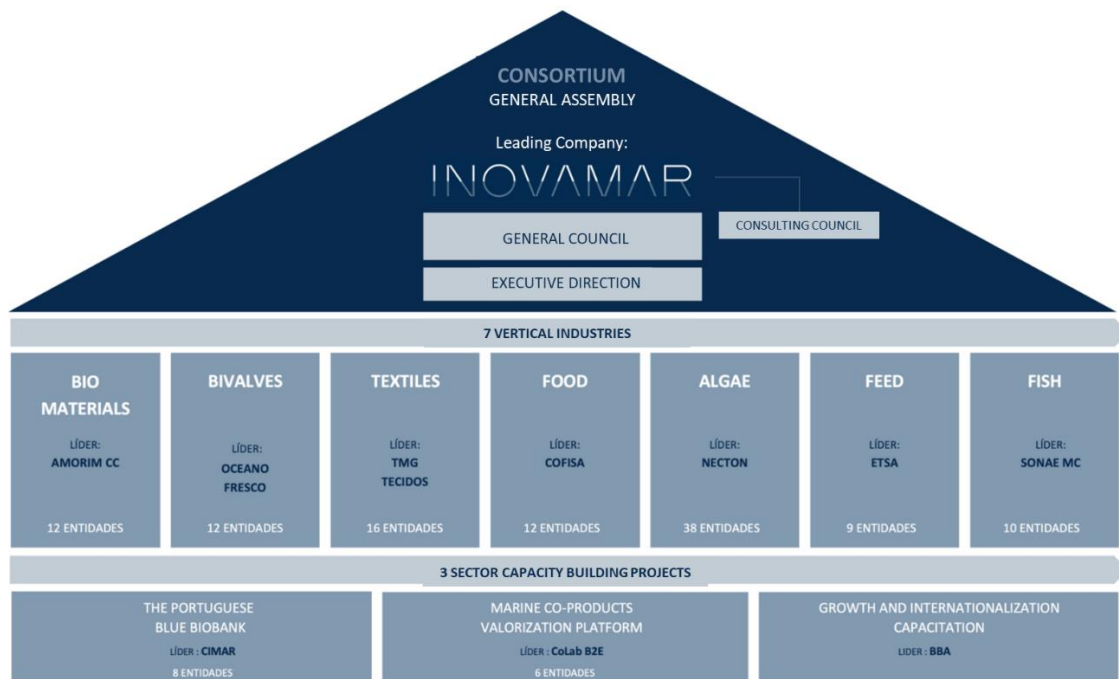 CONSORTIUM
GENERAL ASSEMBLY
Leading Company:
INOVAMAR
CONSULTING COUNCIL
GENERAL COUNCIL
EXECUTIVE DIRECTION
7 VERTICAL INDUSTRIES
BIO
MATERIALS
LÍDER:
AMORIM CC
12 ENTIDADES
BIVALVES
LÍDER:
OCEANO
FRESCO
12 ENTIDADES
TEXTILES
LÍDER:
TMG
TECIDOS
16 ENTIDADES
FOOD
LÍDER:
COFISA
12 ENTIDADES
ALGAE
LÍDER:
NECTON
38 ENTIDADES
FEED
LÍDER:
ETSA
9 ENTIDADES
FISH
LÍDER:
SONAE MC
10 ENTIDADES
3 SECTOR CAPACITY BUILDING PROJECTS
THE PORTUGUESE
BLUE BIOBANK
LÍDER : CIMAR
8 ENTIDADES
MARINE CO-PRODUCTS
VALORIZATION PLATFORM
LÍDER : CoLab B2E
6 ENTIDADES
GROWTH AND INTERNATIONALIZATION
CAPACITATION
LIDER : BBA